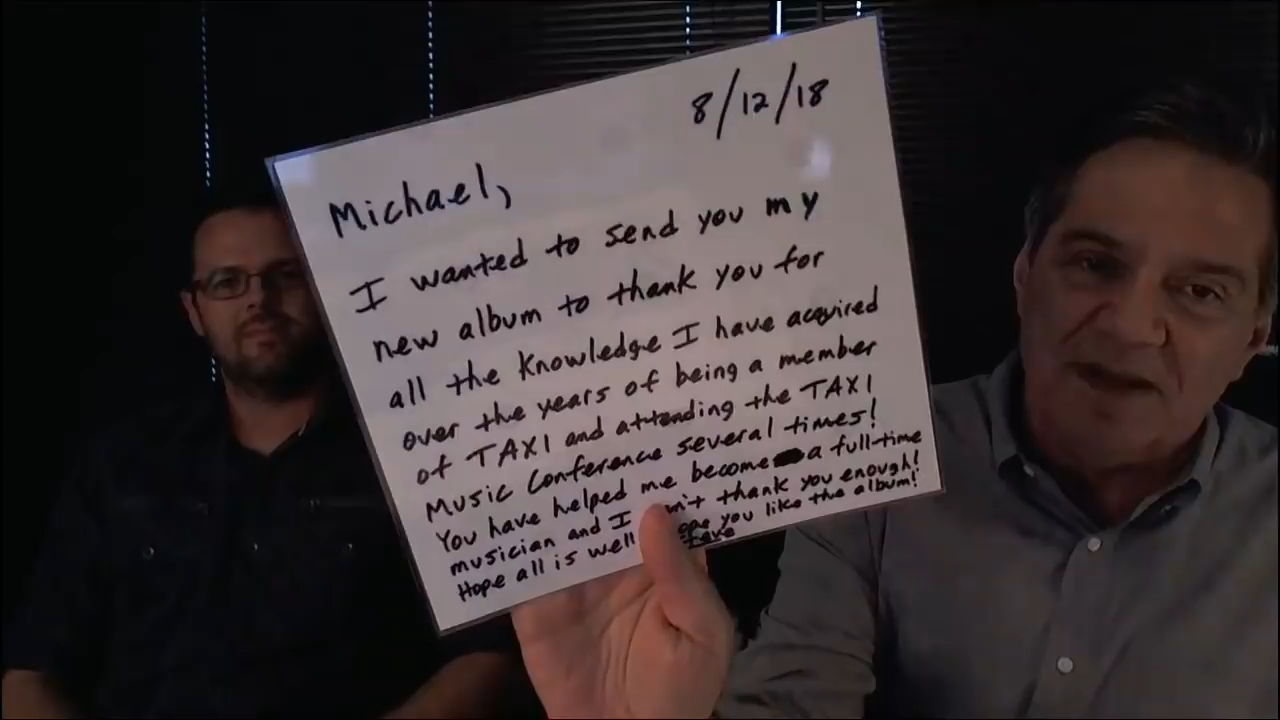 8/12/18
Michael,
I wanted to send you my
new album to thank you for
all the knowledge I have acquired
over the years of being a member
of TAXI and attending the TAXI
Music Conference several times!
You have helped me become a full-time
musician and I n't thank you enough!
Hope all is well ope you like the album!